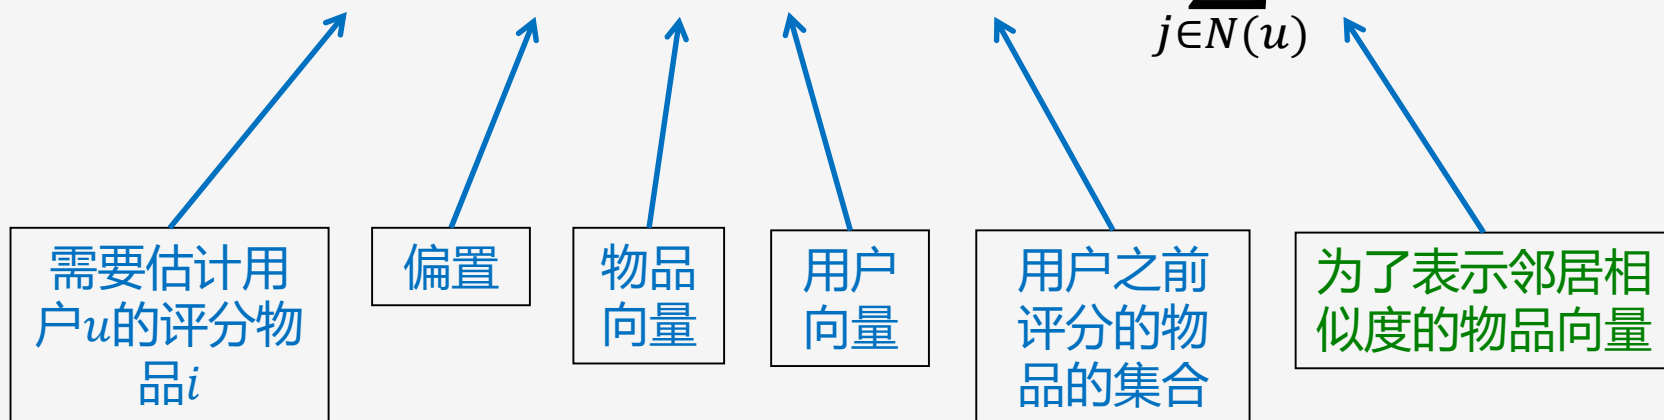 j∈N(u)
需要估计用
户u的评分物
品i
偏置
物品
向量
用户
向量
用户之前
评分的物
品的集合
为了表示邻居相
似度的物品向量